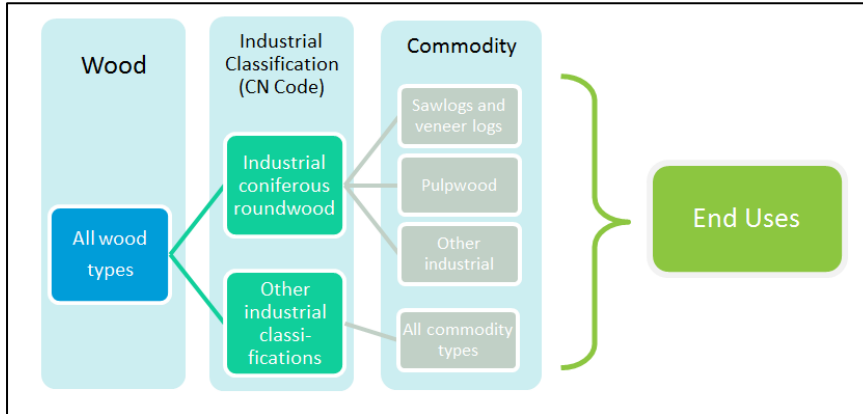 Wood
All wood
types
Industrial
Classification
(CN Code)
Industrial
coniferous
roundwood
Other
industrial
classi-
fications
Commodity
Sawlogs and
veneer logs
Pulpwood
Other
industrial
All commodity
types
End Uses